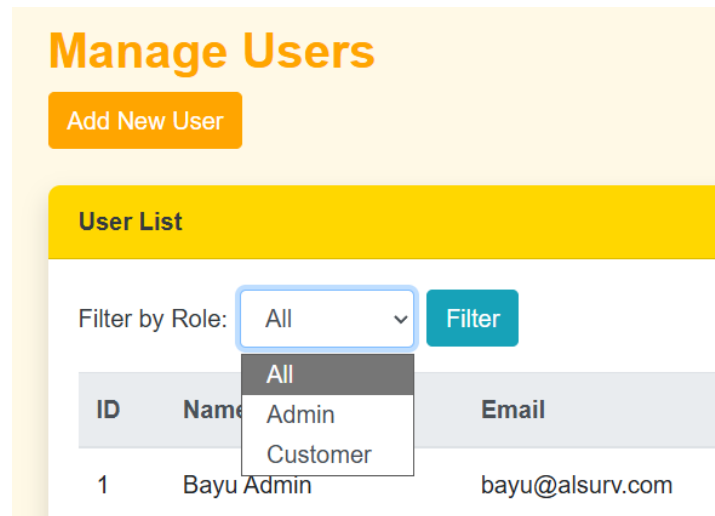 Manage Users
Add New User
User List
Filter by Role: All Filter
All
Admin
Customer
ID Name Email
1 Bayu Admin bayu@alsurv.com